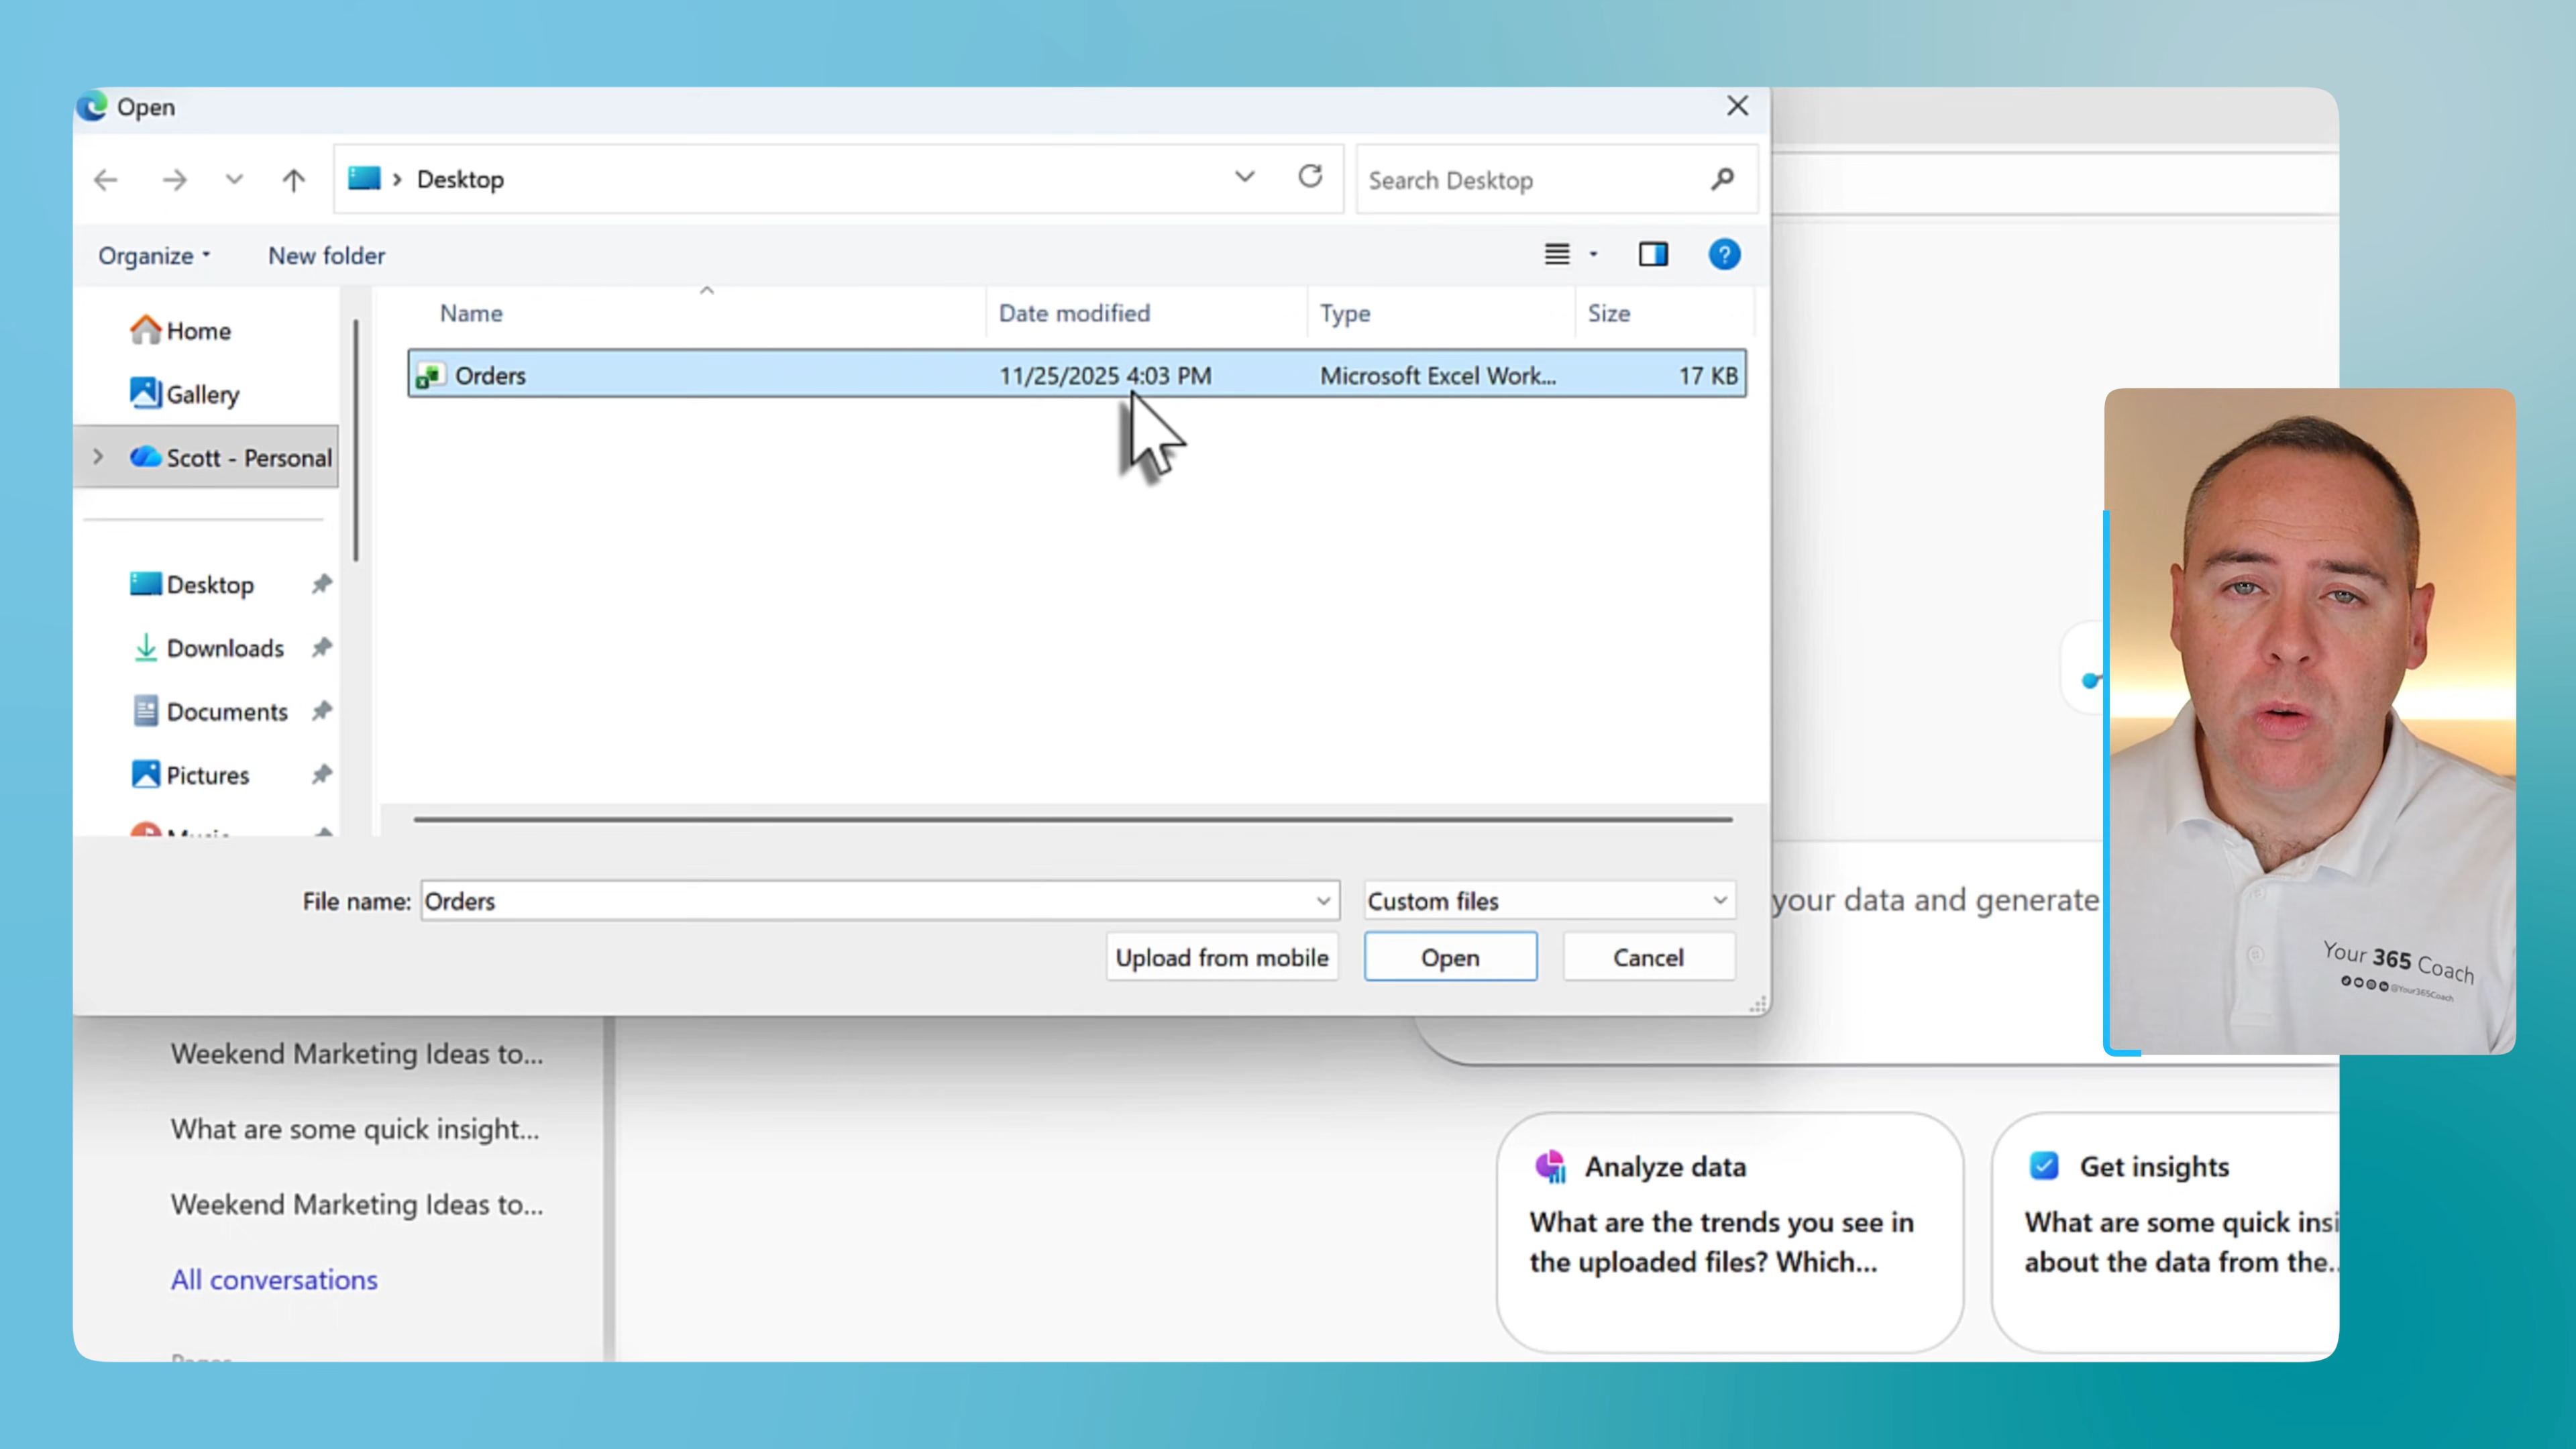 Open
Desktop
Search Desktop
Organize
New folder
Name
Date modified
Type
Size
Orders
11/25/2025 4:03 PM
Microsoft Excel Work...
17 KB
Home
Gallery
Scott - Personal
Desktop
Downloads
Documents
Pictures
Music
File name:
Orders
Custom files
Upload from mobile
Open
Cancel
your data and generate
Your 365 Coach
@Your365Coach
Weekend Marketing Ideas to...
What are some quick insight...
Weekend Marketing Ideas to...
All conversations
Analyze data
What are the trends you see in
the uploaded files? Which...
Get insights
What are some quick insi
about the data from the..